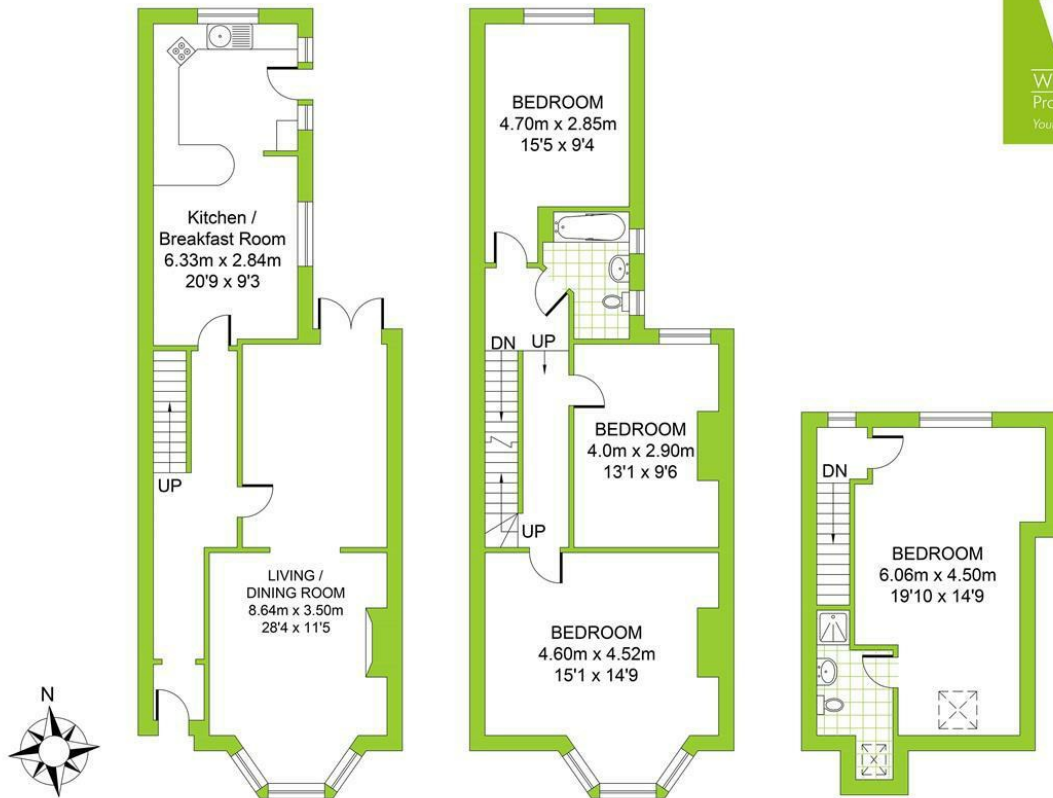 Kitchen /
Breakfast Room
6.33m x 2.84m
20'9 x 9'3
UP
LIVING /
DINING ROOM
8.64m x 3.50m
28'4 x 11'5
N
BEDROOM
4.70m x 2.85m
15'5 x 9'4
DN
UP
BEDROOM
4.0m x 2.90m
13'1 x 9'6
UP
BEDROOM
4.60m x 4.52m
15'1 x 14'9
DN
BEDROOM
6.06m x 4.50m
19'10 x 14'9
W
Pro
You